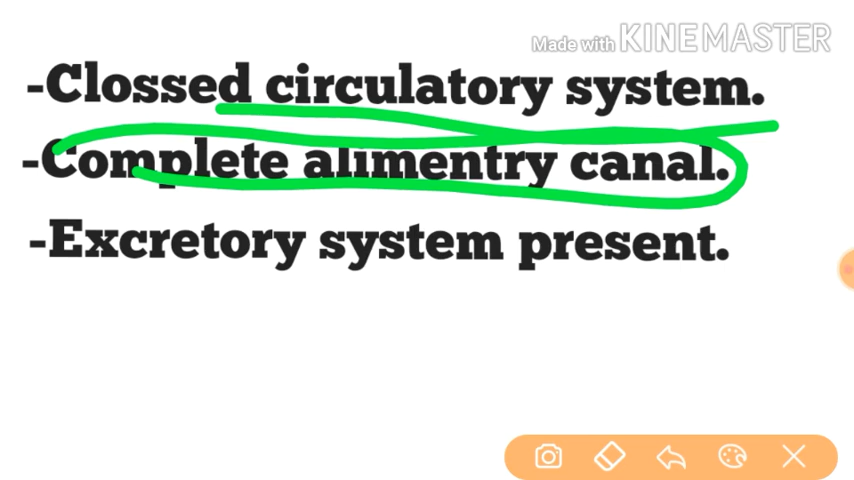 Made with KINEMASTER
-Clossed circulatory system.
-Complete alimentry canal.
-Excretory system present.